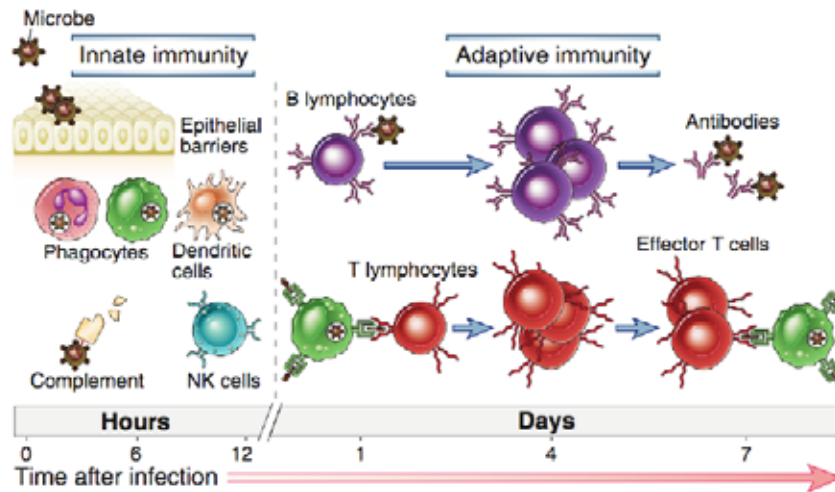 Microbe
Innate immunity
Adaptive immunity
Epithelial
barriers
B lymphocytes
Antibodies
Phagocytes
Dendritic
cells
T lymphocytes
Effector T cells
Complement
NK cells
Hours
Days
0 6 12 1 4 7
Time after infection